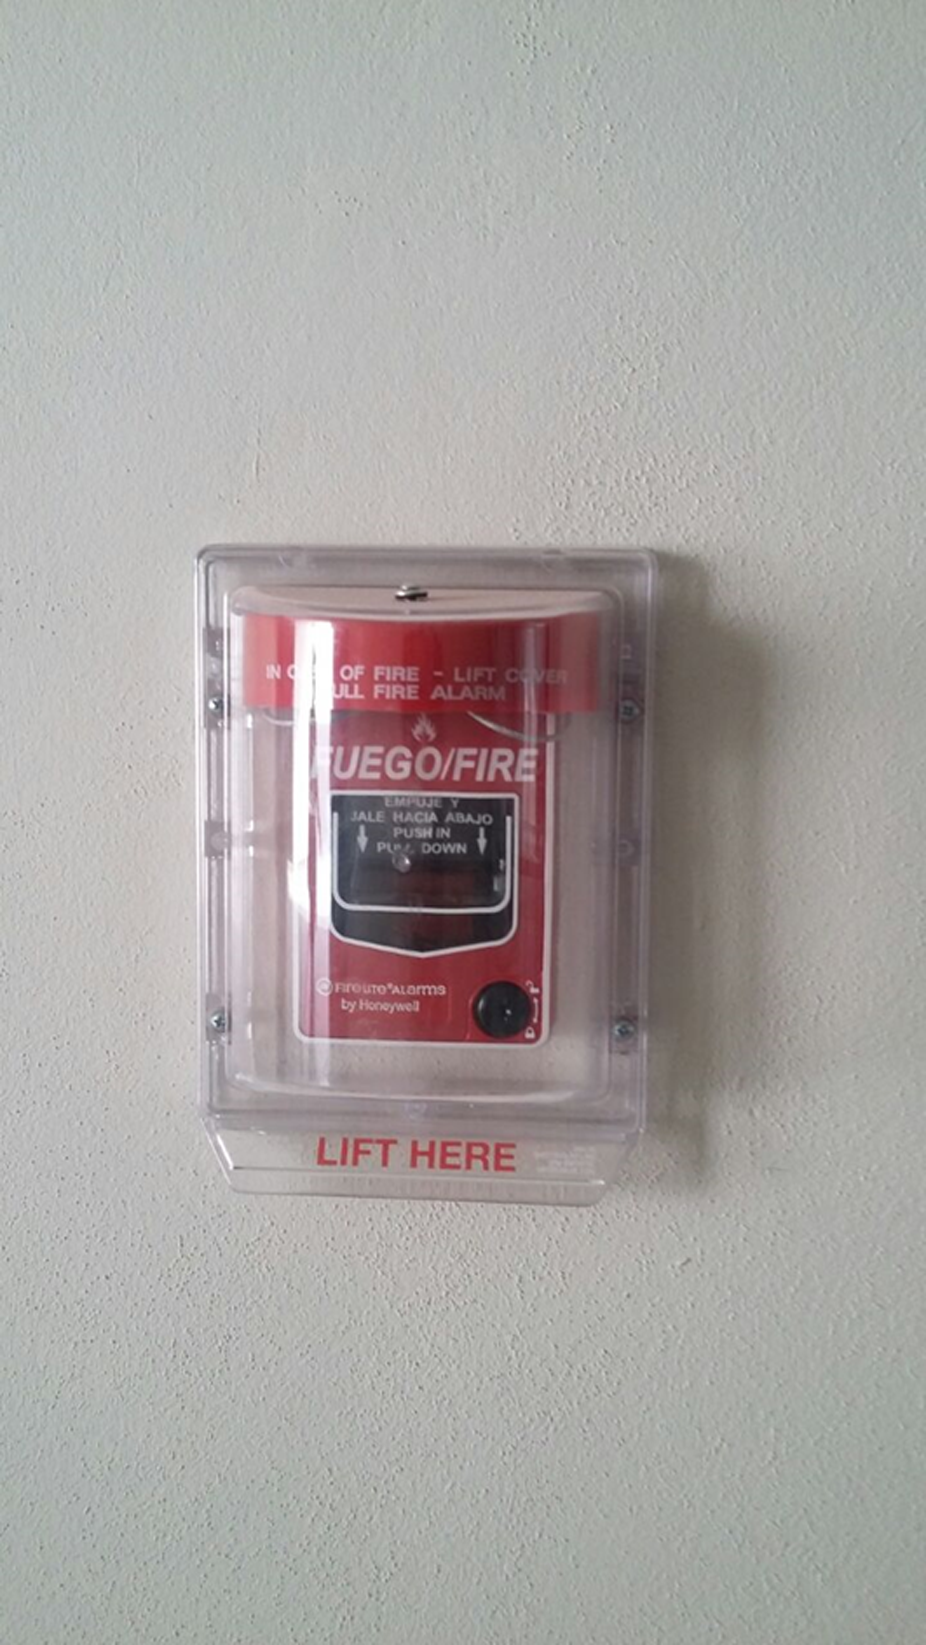 IN OF FIRE - LIFT COVER
FIRE ALARM
FUEGO/FIRE
EMPUJE Y
JALE HACIA ABAJO
PUSH IN
PULL DOWN
FIRE-LITE® ALARMS
by Honeywell
LIFT HERE